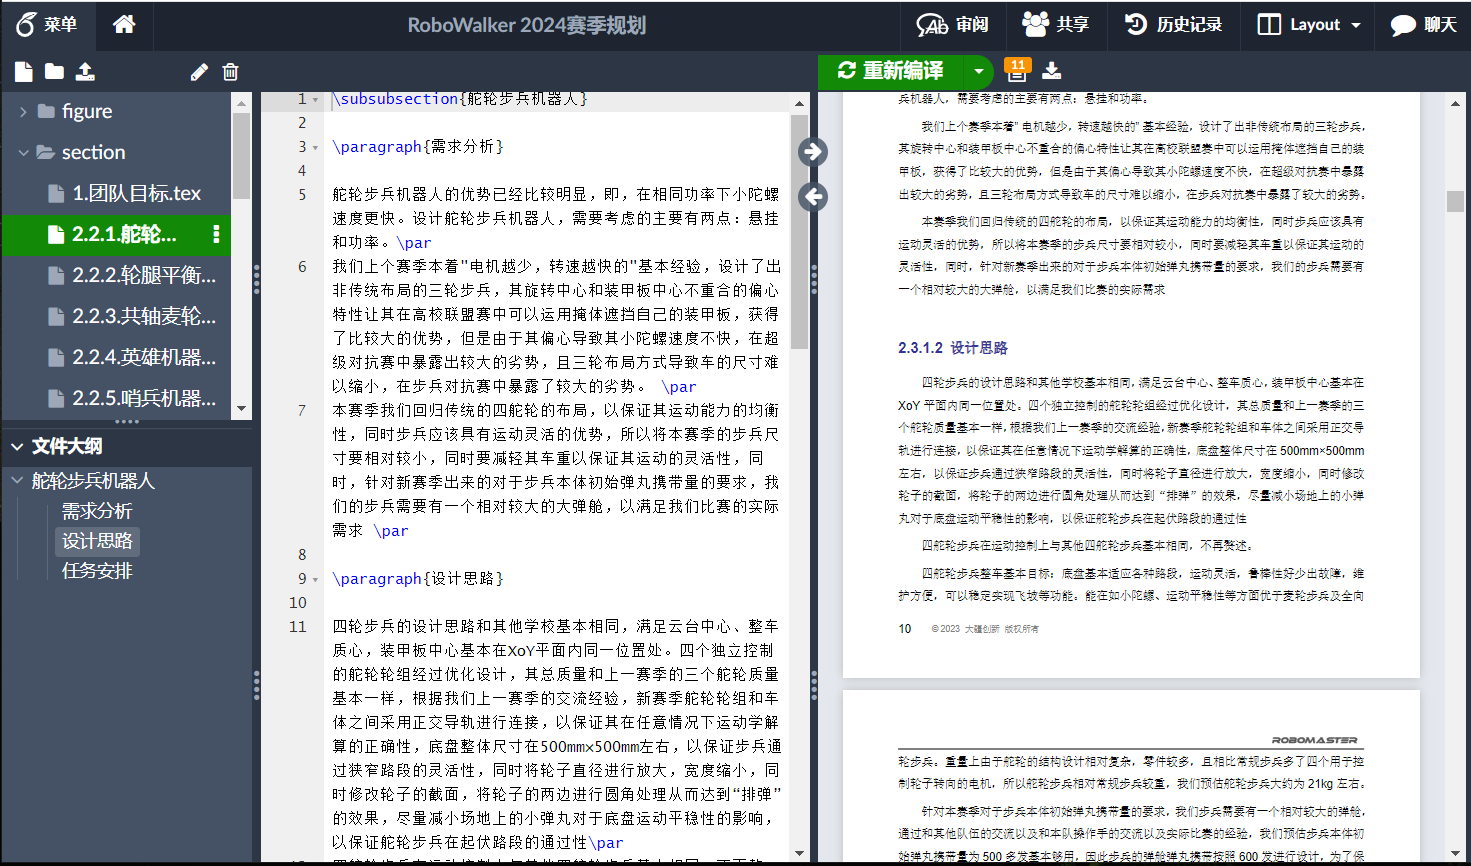 菜单
RoboWalker 2024赛季规划
审阅
共享
历史记录
Layout
聊天
重新编译
11
figure
section
1.团队目标.tex
2.2.1.舵轮...
2.2.2.轮腿平衡...
2.2.3.共轴麦轮...
2.2.4.英雄机器...
2.2.5.哨兵机器...
文件大纲
舵轮步兵机器人
需求分析
设计思路
任务安排
1 \subsubsection{舵轮步兵机器人}
2
3 \paragraph{需求分析}
4
5 舵轮步兵机器人的优势已经比较明显，即，在相同功率下小陀螺
速度更快。设计舵轮步兵机器人，需要考虑的主要有两点：悬挂
和功率。\par
6 我们上个赛季本着"电机越少，转速越快的"基本经验，设计了出
非传统布局的三轮步兵，其旋转中心和装甲板中心不重合的偏心
特性让其在高校联盟赛中可以运用掩体遮挡自己的装甲板，获得
了比较大的优势，但是由于其偏心导致其小陀螺速度不快，在超
级对抗赛中暴露出较大的劣势，且三轮布局方式导致车的尺寸难
以缩小，在步兵对抗赛中暴露了较大的劣势。 \par
7 本赛季我们回归传统的四舵轮的布局，以保证其运动能力的均衡
性，同时步兵应该具有运动灵活的优势，所以将本赛季的步兵尺
寸要相对较小，同时要减轻其车重以保证其运动的灵活性，同
时，针对新赛季出来的对于步兵本体初始弹丸携带量的要求，我
们的步兵需要有一个相对较大的大弹舱，以满足我们比赛的实际
需求 \par
8
9 \paragraph{设计思路}
10
11 四轮步兵的设计思路和其他学校基本相同，满足云台中心、整车
质心，装甲板中心基本在XoY平面内同一位置处。四个独立控制
的舵轮轮组经过优化设计，其总质量和上一赛季的三个舵轮质量
基本一样，根据我们上一赛季的交流经验，新赛季舵轮轮组和车
体之间采用正交导轨进行连接，以保证其在任意情况下运动学解
算的正确性，底盘整体尺寸在500mm×500mm左右，以保证步兵通
过狭窄路段的灵活性，同时将轮子直径进行放大，宽度缩小，同
时修改轮子的截面，将轮子的两边进行圆角处理从而达到“排弹”
的效果，尽量减小场地上的小弹丸对于底盘运动平稳性的影响，
以保证舵轮步兵在起伏路段的通过性\par
兵机器人，需要考虑的主要有两点：悬挂和功率。
我们上个赛季本着” 电机越少，转速越快的” 基本经验，设计了出非传统布局的三轮步兵，
其旋转中心和装甲板中心不重合的偏心特性让其在高校联盟赛中可以运用掩体遮挡自己的装
甲板，获得了比较大的优势，但是由于其偏心导致其小陀螺速度不快，在超级对抗赛中暴露
出较大的劣势，且三轮布局方式导致车的尺寸难以缩小，在步兵对抗赛中暴露了较大的劣势。
本赛季我们回归传统的四舵轮的布局，以保证其运动能力的均衡性，同时步兵应该具有
运动灵活的优势，所以将本赛季的步兵尺寸要相对较小，同时要减轻其车重以保证其运动的
灵活性，同时，针对新赛季出来的对于步兵本体初始弹丸携带量的要求，我们的步兵需要有
一个相对较大的大弹舱，以满足我们比赛的实际需求
2.3.1.2 设计思路
四轮步兵的设计思路和其他学校基本相同，满足云台中心、整车质心，装甲板中心基本在
XoY 平面内同一位置处。四个独立控制的舵轮轮组经过优化设计，其总质量和上一赛季的三
个舵轮质量基本一样，根据我们上一赛季的交流经验，新赛季舵轮轮组和车体之间采用正交导
轨进行连接，以保证其在任意情况下运动学解算的正确性，底盘整体尺寸在 500mm×500mm
左右，以保证步兵通过狭窄路段的灵活性，同时将轮子直径进行放大，宽度缩小，同时修改
轮子的截面，将轮子的两边进行圆角处理从而达到 “排弹” 的效果，尽量减小场地上的小弹
丸对于底盘运动平稳性的影响，以保证舵轮步兵在起伏路段的通过性
四舵轮步兵在运动控制上与其他四舵轮步兵基本相同，不再赘述。
四舵轮步兵整车基本目标：底盘基本适应各种路段，运动灵活，鲁棒性好少出故障，维
护方便，可以稳定实现飞坡等功能。能在如小陀螺、运动平稳性等方面优于麦轮步兵及全向
10 © 2023 大疆创新 版权所有
ROBOMASTER
轮步兵。重量上由于舵轮的结构设计相对复杂，零件较多，且相比常规步兵多了四个用于控
制轮子转向的电机，所以舵轮步兵相对常规步兵较重，我们预估舵轮步兵大约为 21kg 左右。
针对本赛季对于步兵本体初始弹丸携带量的要求，我们步兵需要有一个相对较大的弹舱，
通过和其他队伍的交流以及和本队操作手的交流以及实际比赛的经验，我们预估步兵本体初
始弹丸携带量为 500 多发基本够用，因此步兵的弹舱弹丸携带按照 600 发进行设计，为了保